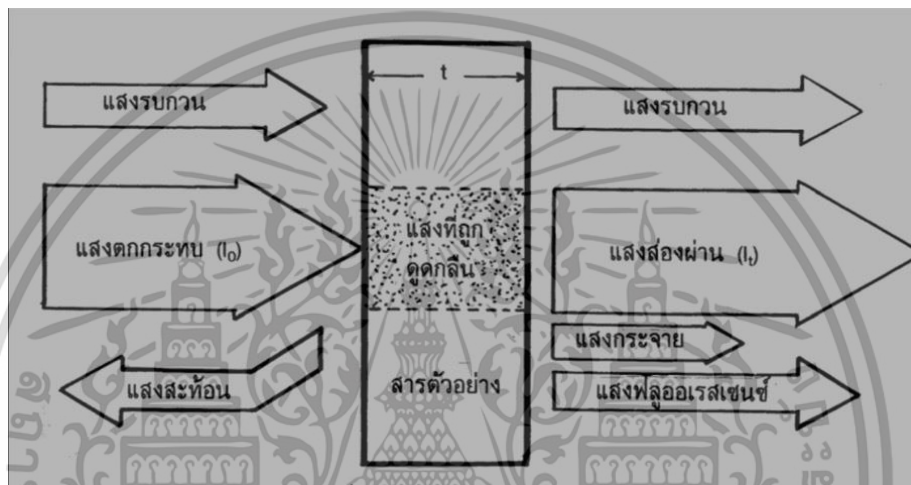 t
แสงรบกวน
แสงรบกวน
แสงตกกระทบ (I₀)
แสงที่ถูก
ดูดกลืน
แสงส่องผ่าน (Iₜ)
แสงกระจาย
แสงสะท้อน
สารตัวอย่าง
แสงฟลูออเรสเซนซ์